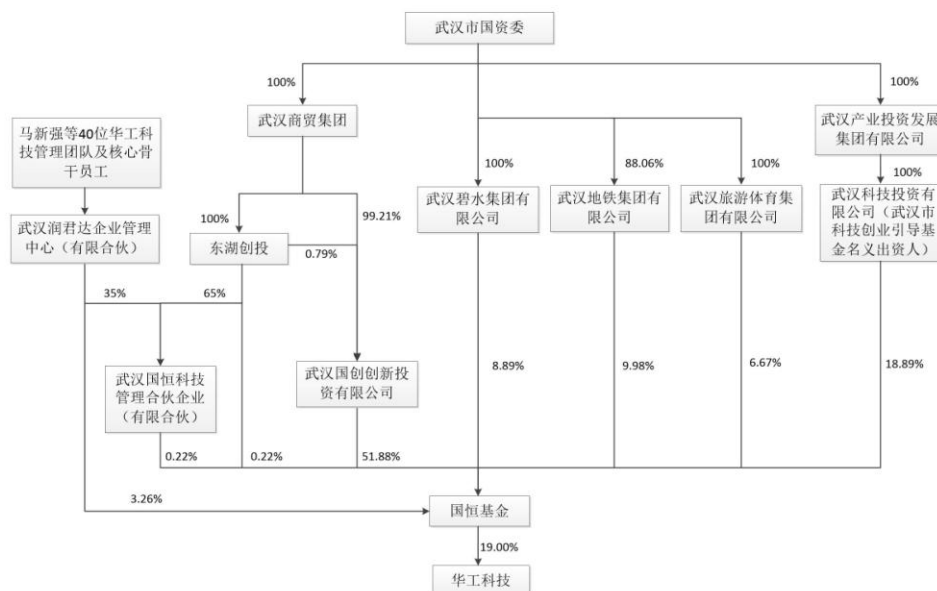 武汉市国资委
100%
100%
100%
武汉商贸集团
武汉产业投资发展
集团有限公司
马新强等40位华工科
技管理团队及核心骨
干员工
100%
88.06%
100%
100%
武汉碧水集团有
限公司
武汉地铁集团有
限公司
武汉旅游体育集
团有限公司
武汉科技投资有
限公司（武汉市
科技创业引导基
金名义出资人）
武汉润君达企业管理
中心（有限合伙）
100%
99.21%
东湖创投
0.79%
35%
65%
武汉国恒科技
管理合伙企业
（有限合伙）
武汉国创创新投
资有限公司
8.89%
9.98%
6.67%
18.89%
0.22%
0.22%
51.88%
3.26%
国恒基金
19.00%
华工科技